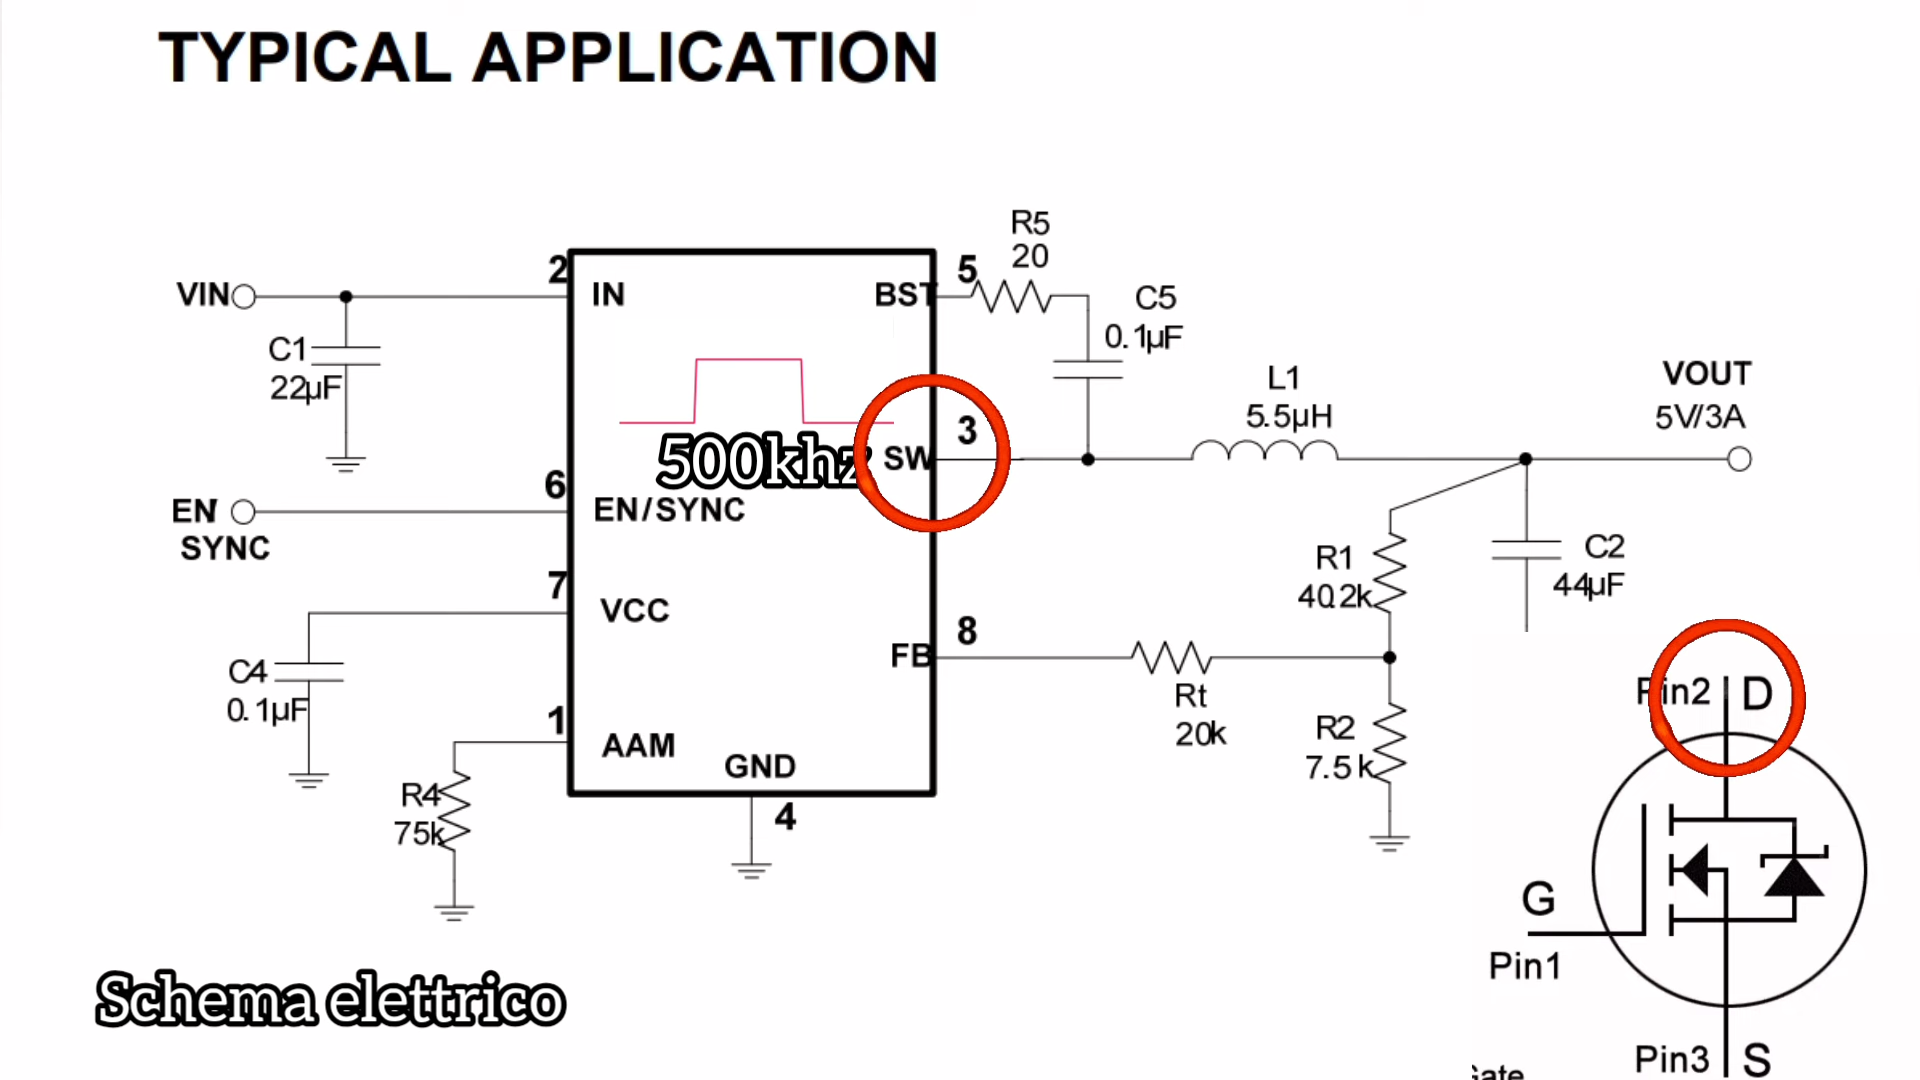 TYPICAL APPLICATION
R5
20
2
5
VIN
IN
BST
C5
0.1µF
C1
22µF
L1
5.5µH
VOUT
5V/3A
3
500khz
SW
6
EN
SYNC
EN/SYNC
R1
40.2k
C2
44µF
7
VCC
8
FB
C4
0.1µF
Rt
20k
Pin2 D
1
AAM
R2
7.5k
GND
4
R4
75k
G
Pin1
Schema elettrico
Pin3 S